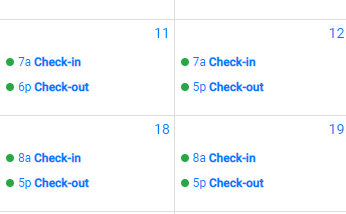 11
7a Check-in
6p Check-out
12
7a Check-in
5p Check-out
18
8a Check-in
5p Check-out
19
8a Check-in
5p Check-out